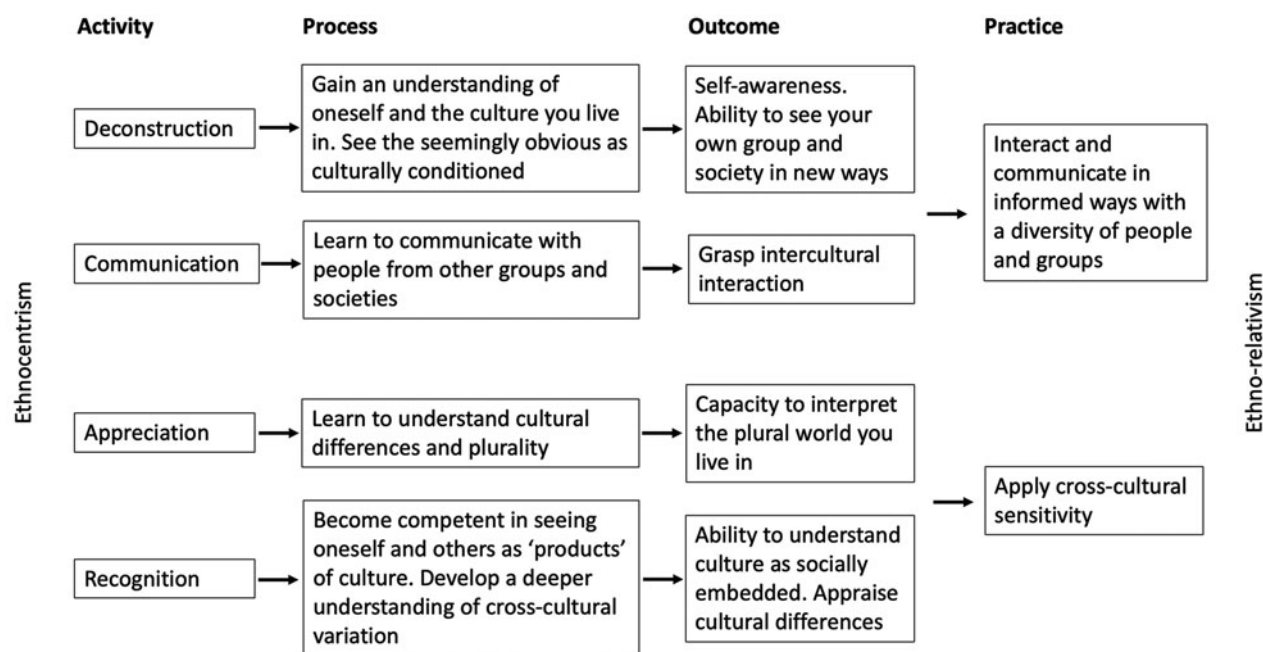 Activity
Process
Outcome
Practice
Ethnocentrism
Deconstruction
Gain an understanding of
oneself and the culture you live
in. See the seemingly obvious as
culturally conditioned
Self-awareness.
Ability to see your
own group and
society in new ways
Communication
Learn to communicate with
people from other groups and
societies
Grasp intercultural
interaction
Interact and
communicate in
informed ways with
a diversity of people
and groups
Appreciation
Learn to understand cultural
differences and plurality
Capacity to interpret
the plural world you
live in
Recognition
Become competent in seeing
oneself and others as ‘products’
of culture. Develop a deeper
understanding of cross-cultural
variation
Ability to understand
culture as socially
embedded. Appraise
cultural differences
Apply cross-cultural
sensitivity
Ethno-relativism